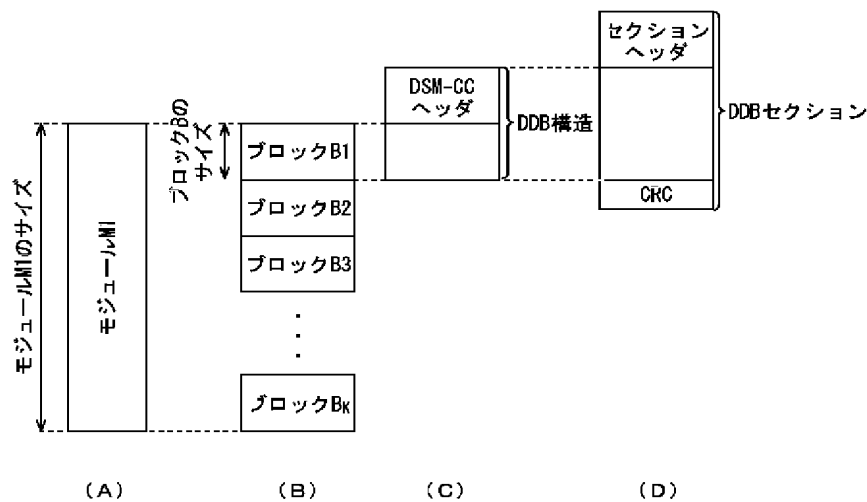 セクション
ヘッダ
DSM-CC
ヘッダ
DDB構造
DDBセクション
ブロックBの
サイズ
ブロックB1
ブロックB2
ブロックB3
ブロックBK
モジュールM1のサイズ
モジュールM1
CRC
(A)
(B)
(C)
(D)